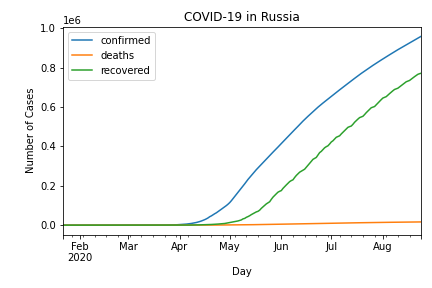 COVID-19 in Russia
1e6
confirmed
deaths
recovered
1.0
0.8
0.6
0.4
0.2
0.0
Number of Cases
Feb Mar Apr May Jun Jul Aug
2020
Day